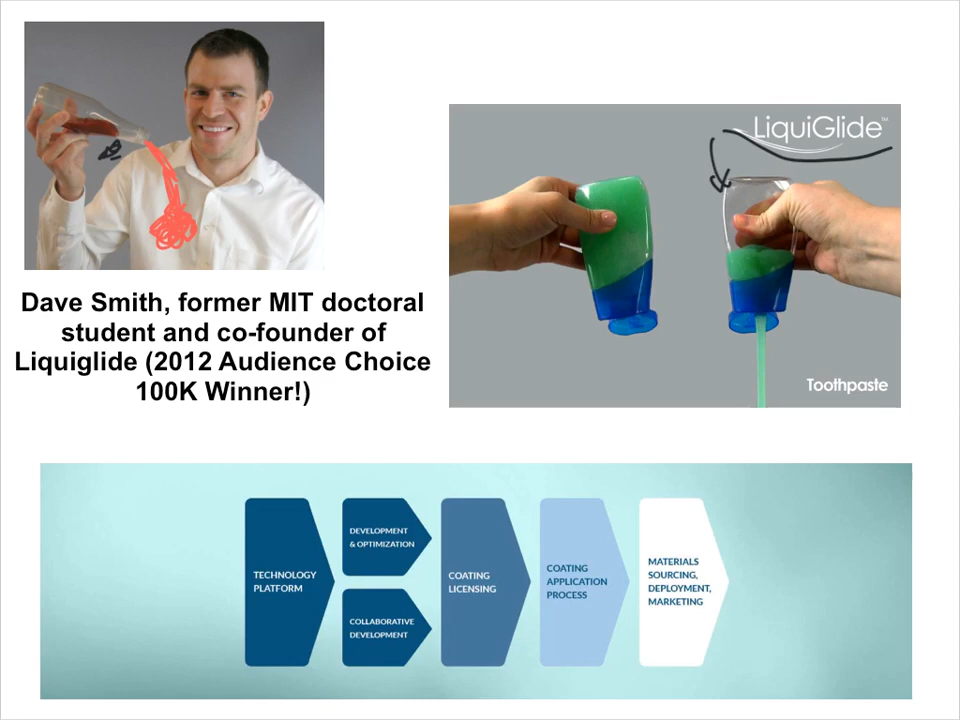 LiquiGlide™
Toothpaste
Dave Smith, former MIT doctoral
student and co-founder of
Liquiglide (2012 Audience Choice
100K Winner!)
TECHNOLOGY
PLATFORM
DEVELOPMENT
& OPTIMIZATION
COLLABORATIVE
DEVELOPMENT
COATING
LICENSING
COATING
APPLICATION
PROCESS
MATERIALS
SOURCING,
DEPLOYMENT,
MARKETING